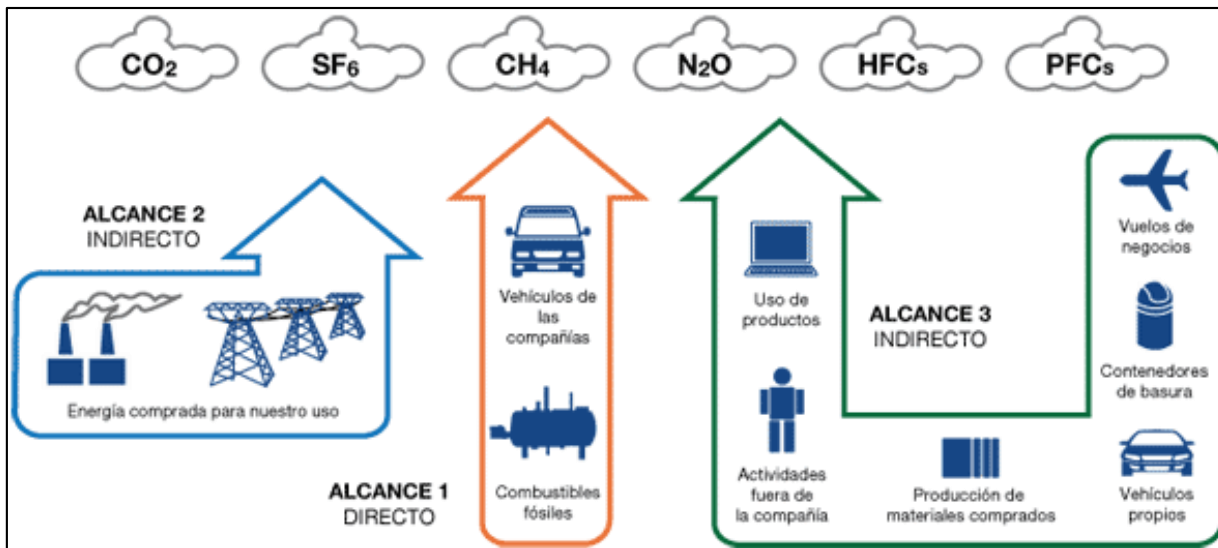 CO₂
SF₆
CH₄
N₂O
HFCs
PFCs
ALCANCE 2
INDIRECTO
Energía comprada para nuestro uso
ALCANCE 1
DIRECTO
Vehículos de
las
compañías
Combustibles
fósiles
Uso de
productos
Actividades
fuera de
la compañía
ALCANCE 3
INDIRECTO
Producción de
materiales comprados
Vuelos de
negocios
Contenedores
de basura
Vehículos
propios